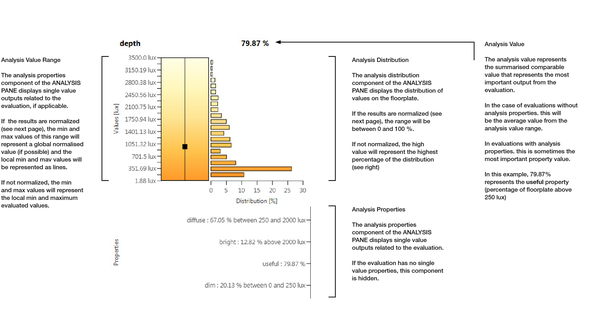 depth
79.87 %
Analysis Value
Analysis Value Range
The analysis properties
component of the ANALYSIS
PANE displays single value
outputs related to the
evaluation, if applicable.
If the results are normalized
(see next page), the min and
max values of this range will
represent a global normalised
value (if possible) and the
local min and max values will
be represented as lines.
If not normalized, the min
and max values will represent
the local min and maximum
evaluated values.
Values [lux]
3500.0 lux
3150.19 lux
2800.38 lux
2450.56 lux
2100.75 lux
1750.94 lux
1401.13 lux
1051.32 lux
701.5 lux
351.69 lux
1.88 lux
0 5 10 15 20 25 30
Distribution [%]
Analysis Distribution
The analysis distribution
component of the ANALYSIS
PANE displays the distribution of
values on the floorplate.
If the results are normalized (see
next page), the range will be
between 0 and 100 %.
If not normalized, the high
value will represent the highest
percentage of the distribution
(see right)
The analysis value represents
the summarised comparable
value that represents the most
important output from the
evaluation.
In the case of evaluations without
analysis properties, this will
be the average value from the
analysis value range.
In evaluations with analysis
properties, this is sometimes the
most important property value.
In this example, 79.87%
represents the useful property
(percentage of floorplate above
250 lux)
Properties
diffuse : 67.05 % between 250 and 2000 lux
bright : 12.82 % above 2000 lux
useful : 79.87 %
dim : 20.13 % between 0 and 250 lux
Analysis Properties
The analysis properties
component of the ANALYSIS
PANE displays single value
outputs related to the evaluation.
If the evaluation has no single
value properties, this component
is hidden.